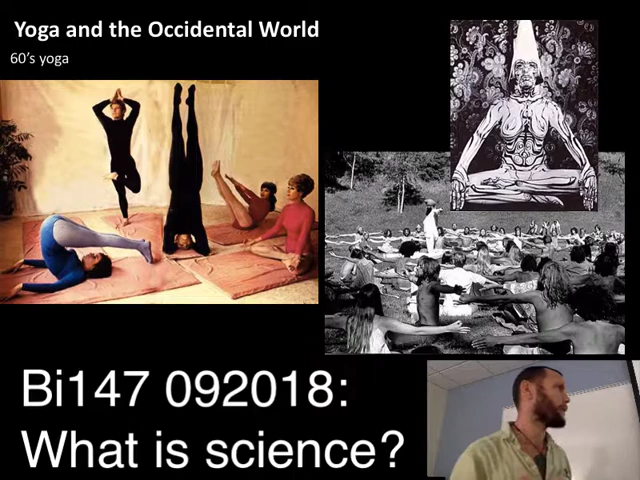 Yoga and the Occidental World
60's yoga
Bi147 092018:
What is science?